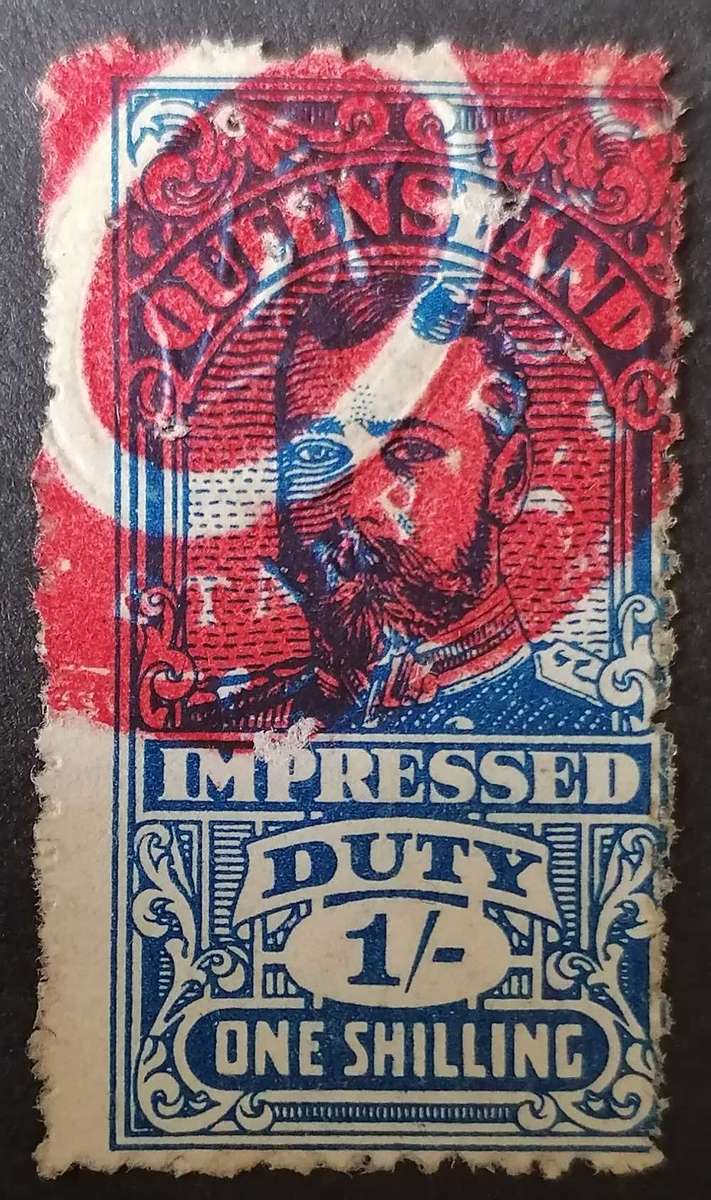 QUEENSLAND
IMPRESSED
DUTY
1/-
ONE SHILLING